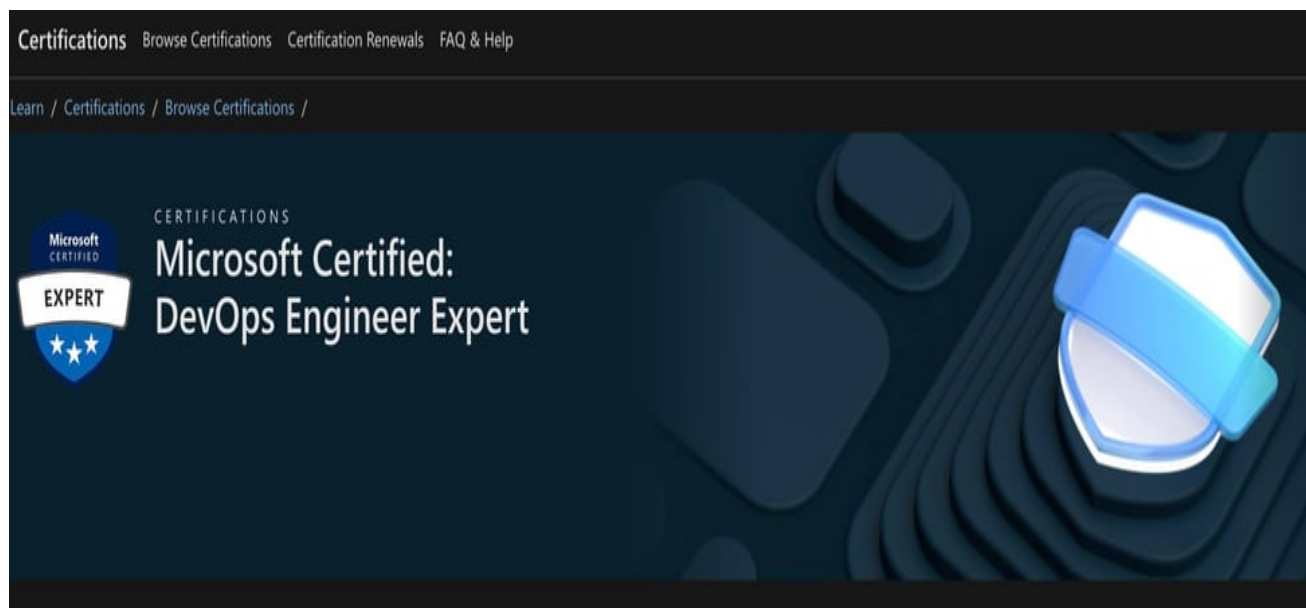 Certifications Browse Certifications Certification Renewals FAQ & Help
Learn / Certifications / Browse Certifications /
Microsoft
CERTIFIED
EXPERT
CERTIFICATIONS
Microsoft Certified:
DevOps Engineer Expert